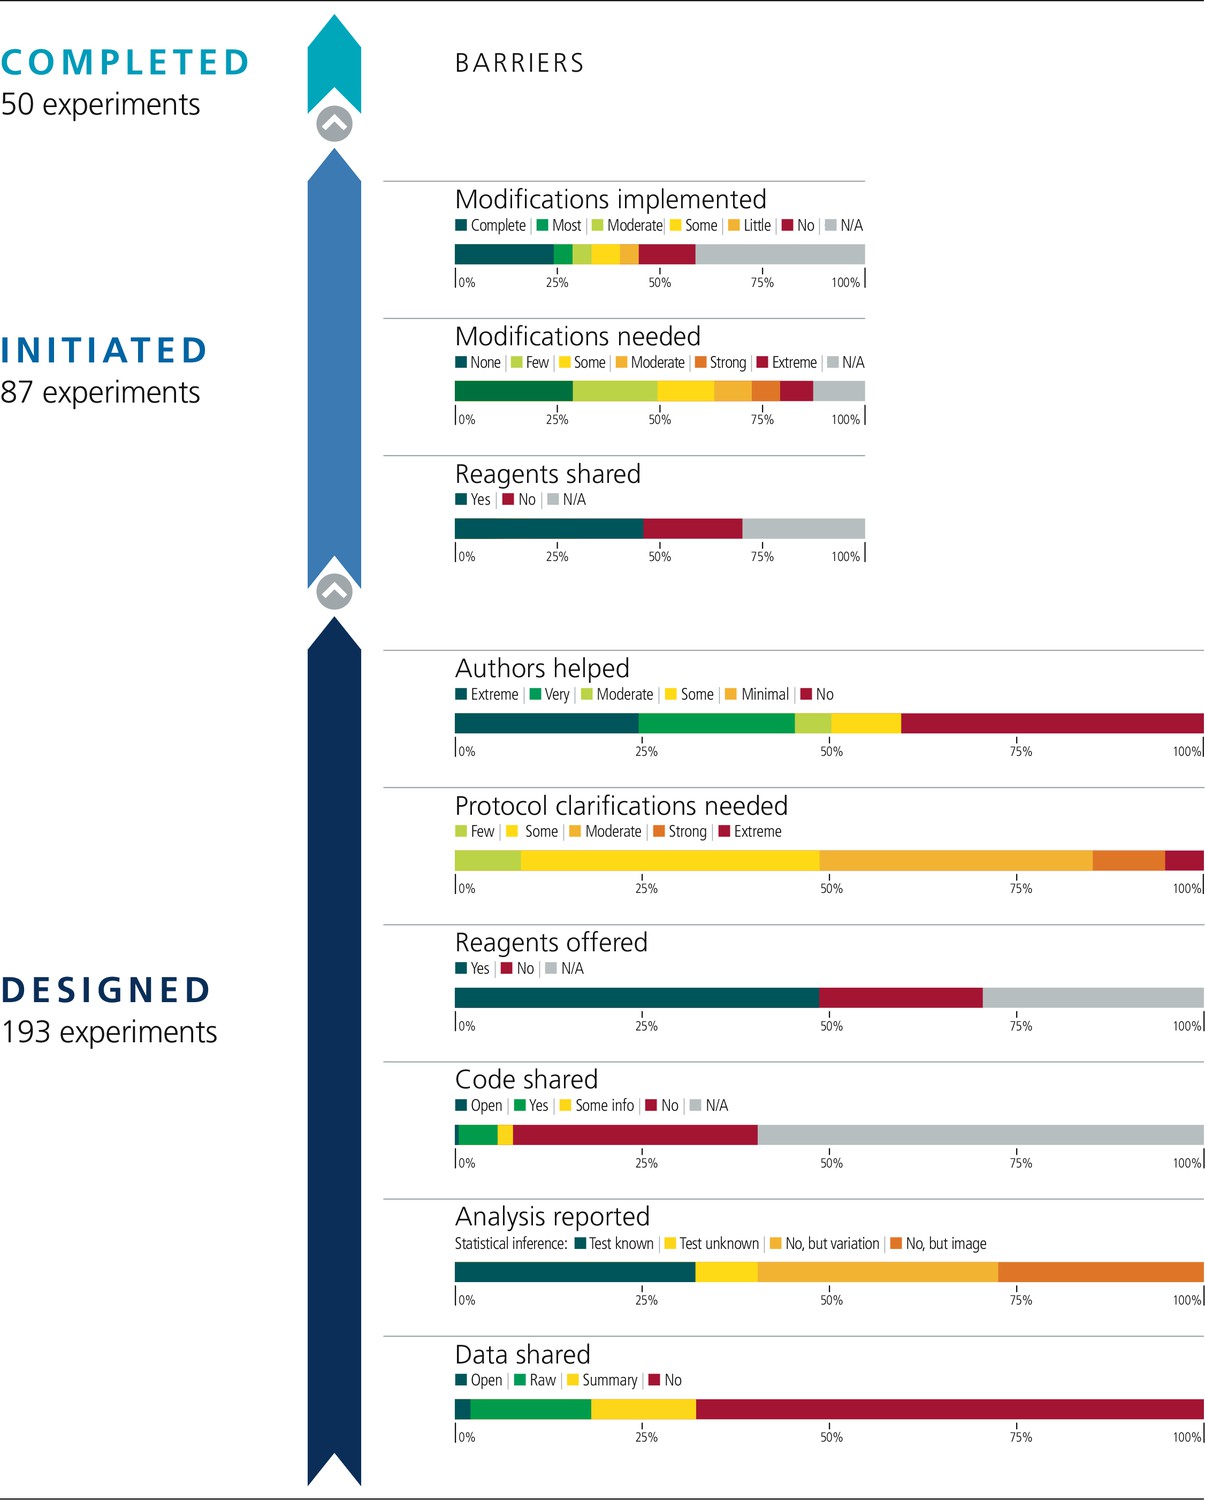 COMPLETED
50 experiments
BARRIERS
Modifications implemented
Complete | Most | Moderate | Some | Little | No | N/A
0% 25% 50% 75% 100%
INITIATED
87 experiments
Modifications needed
None | Few | Some | Moderate | Strong | Extreme | N/A
0% 25% 50% 75% 100%
Reagents shared
Yes | No | N/A
0% 25% 50% 75% 100%
DESIGNED
193 experiments
Authors helped
Extreme | Very | Moderate | Some | Minimal | No
0% 25% 50% 75% 100%
Protocol clarifications needed
Few | Some | Moderate | Strong | Extreme
0% 25% 50% 75% 100%
Reagents offered
Yes | No | N/A
0% 25% 50% 75% 100%
Code shared
Open | Yes | Some info | No | N/A
0% 25% 50% 75% 100%
Analysis reported
Statistical inference: Test known | Test unknown | No, but variation | No, but image
0% 25% 50% 75% 100%
Data shared
Open | Raw | Summary | No
0% 25% 50% 75% 100%